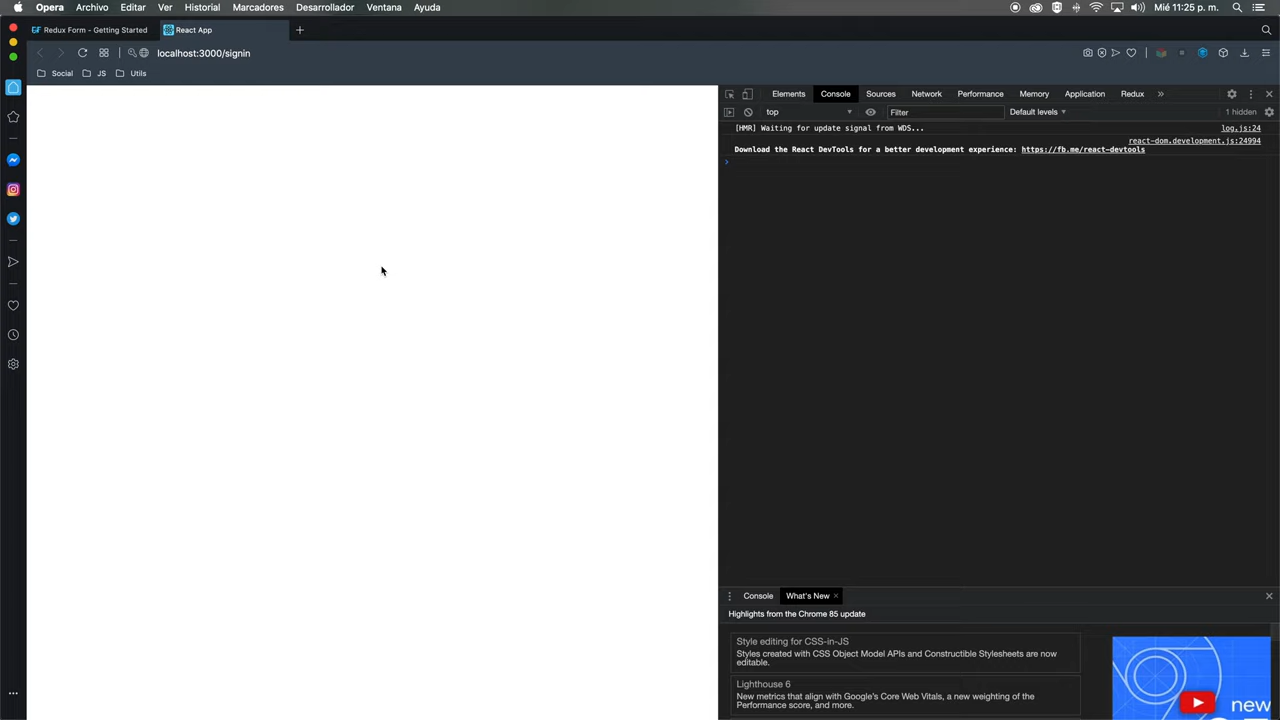 Opera Archivo Editar Ver Historial Marcadores Desarrollador Ventana Ayuda Mié 11:25 p. m.
Redux Form - Getting Started React App
localhost:3000/signin
Social JS Utils
Elements Console Sources Network Performance Memory Application Redux »
top Filter Default levels 1 hidden
[HMR] Waiting for update signal from WDS... log.js:24
react-dom.development.js:24994
Download the React DevTools for a better development experience: https://fb.me/react-devtools
Console What's New
Highlights from the Chrome 85 update
Style editing for CSS-in-JS
Styles created with CSS Object Model APIs and Constructible Stylesheets are now
editable.
Lighthouse 6
New metrics that align with Google's Core Web Vitals, a new weighting of the
Performance score, and more.
new